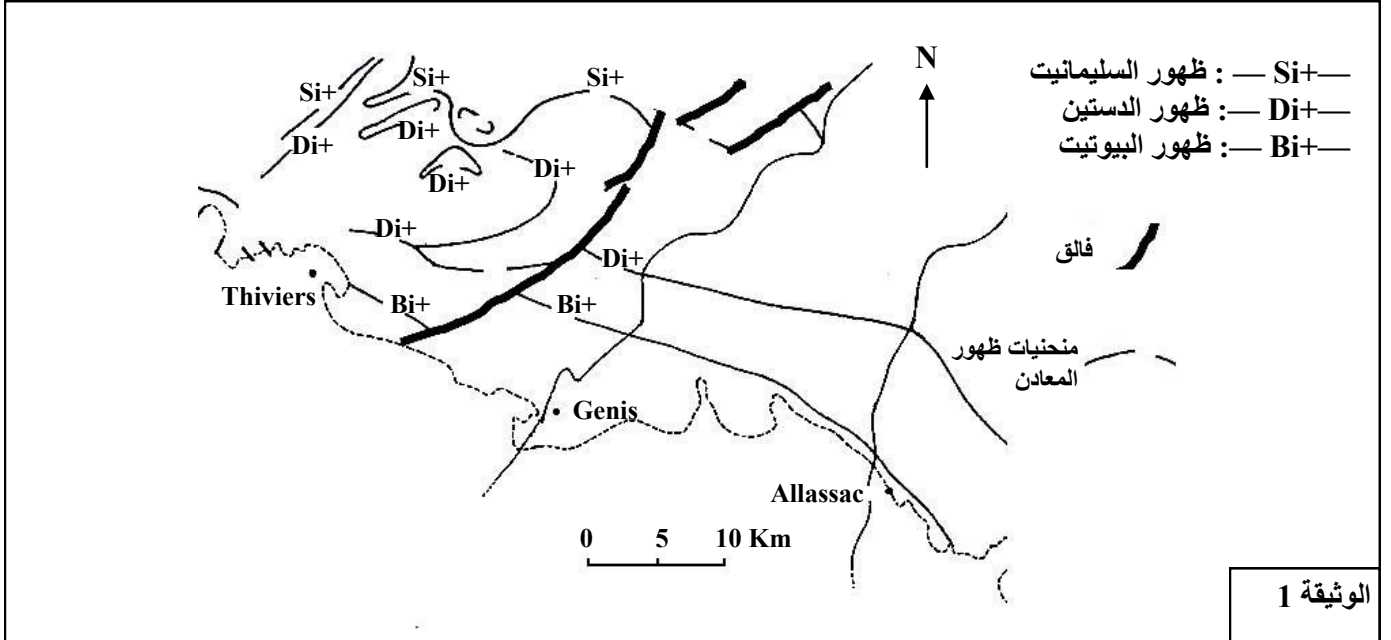 N
—Si+ — : ظهور السليمانيت
—Di+ —: ظهور الدستين
—Bi+ —: ظهور البيوتيت
Si+
Si+
Si+
Di+
Di+
Di+
Di+
Di+
Di+
فالق
Thiviers
Bi+
Bi+
منحنيات ظهور
المعادن
Genis
Allassac
0 5 10 Km
الوثيقة 1